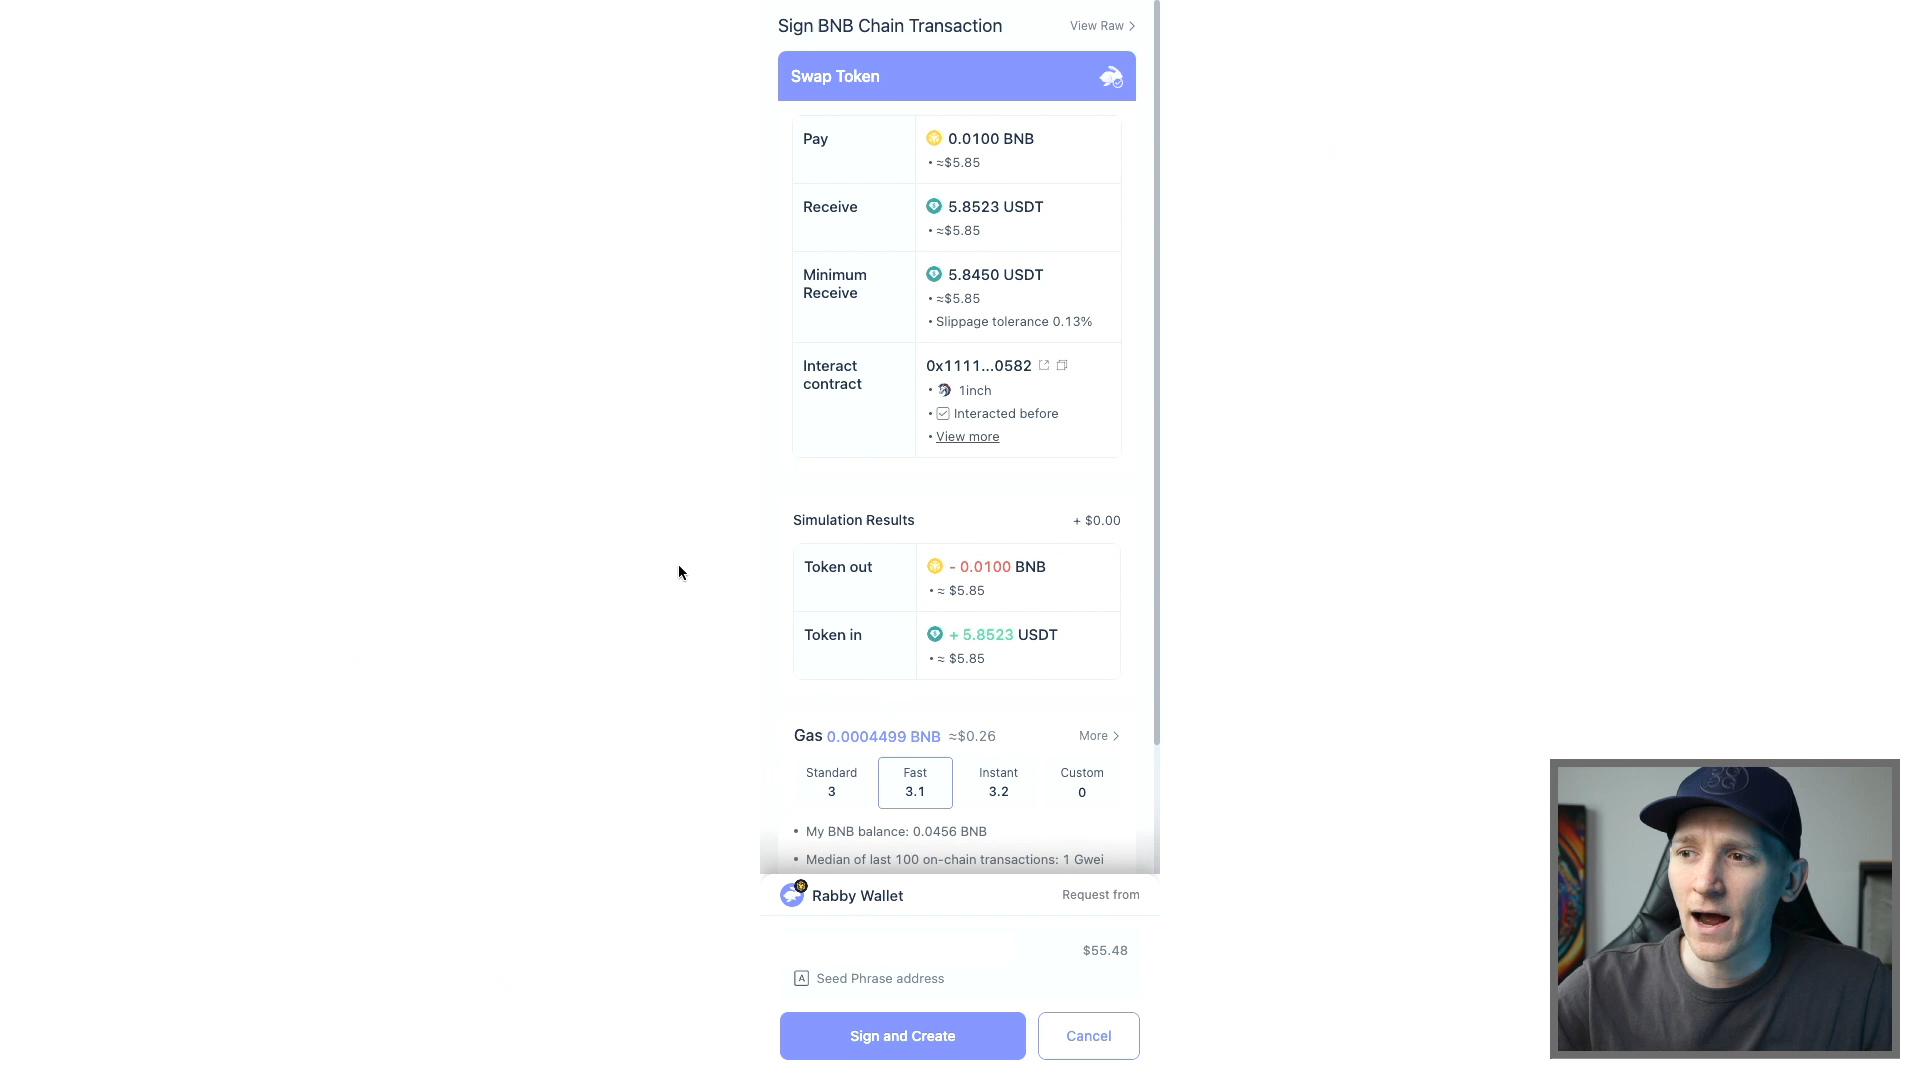 Sign BNB Chain Transaction
View Raw >
Swap Token
Pay
0.0100 BNB
• ≈$5.85
Receive
5.8523 USDT
• ≈$5.85
Minimum
Receive
5.8450 USDT
• ≈$5.85
• Slippage tolerance 0.13%
Interact
contract
0x1111...0582
• 1inch
• Interacted before
• View more
Simulation Results
+ $0.00
Token out
- 0.0100 BNB
• ≈ $5.85
Token in
+ 5.8523 USDT
• ≈ $5.85
Gas 0.0004499 BNB ≈$0.26
More >
Standard
3
Fast
3.1
Instant
3.2
Custom
0
• My BNB balance: 0.0456 BNB
• Median of last 100 on-chain transactions: 1 Gwei
Rabby Wallet
Request from
$55.48
A Seed Phrase address
Sign and Create
Cancel